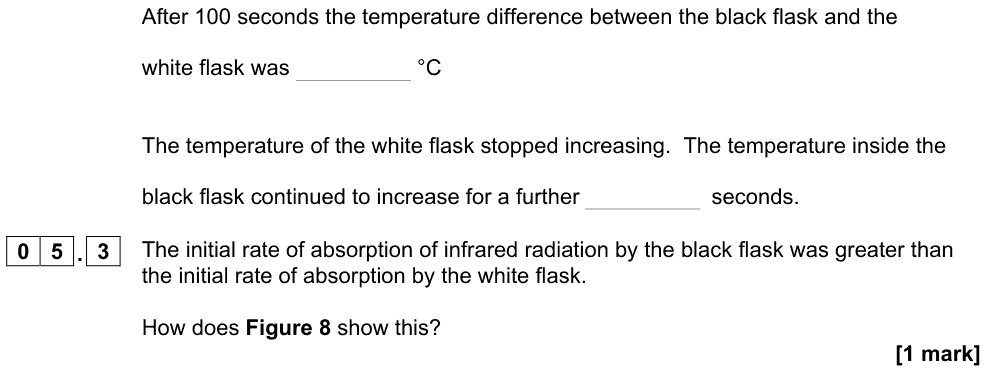 After 100 seconds the temperature difference between the black flask and the
white flask was __________ °C
The temperature of the white flask stopped increasing. The temperature inside the
black flask continued to increase for a further __________ seconds.
0 5 . 3 The initial rate of absorption of infrared radiation by the black flask was greater than
the initial rate of absorption by the white flask.
How does Figure 8 show this?
[1 mark]